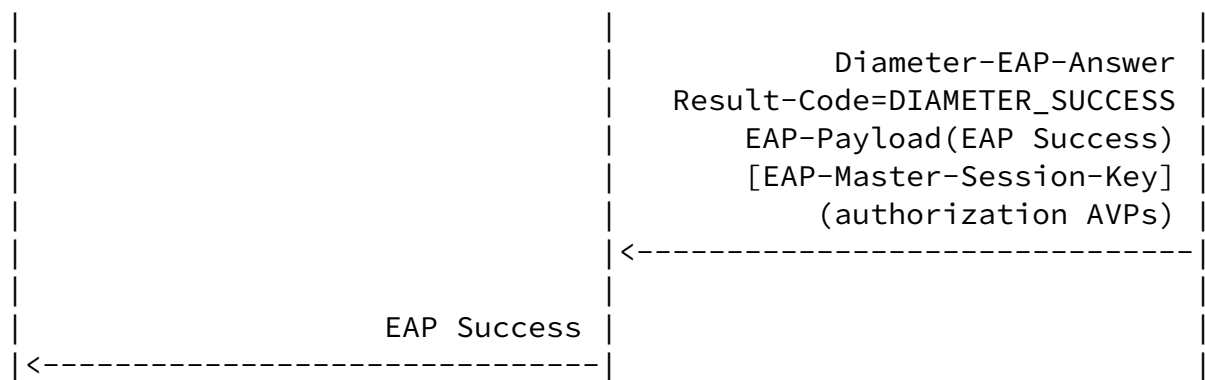 Diameter-EAP-Answer
Result-Code=DIAMETER_SUCCESS
EAP-Payload(EAP Success)
[EAP-Master-Session-Key]
(authorization AVPs)
EAP Success